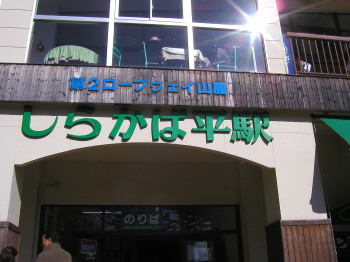 第2ロープウェイ山麓
しらかば平駅
のりば